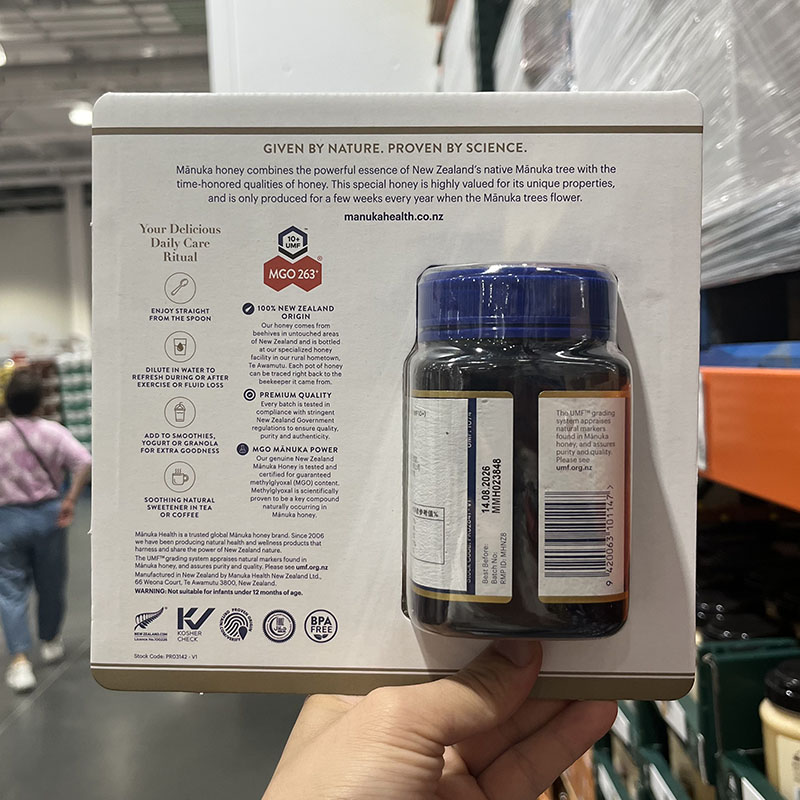 GIVEN BY NATURE. PROVEN BY SCIENCE.
Mānuka honey combines the powerful essence of New Zealand's native Mānuka tree with the
time-honored qualities of honey. This special honey is highly valued for its unique properties,
and is only produced for a few weeks every year when the Mānuka trees flower.
manukahealth.co.nz
Your Delicious
Daily Care
Ritual
ENJOY STRAIGHT
FROM THE SPOON
DILUTE IN WATER TO
REFRESH DURING OR AFTER
EXERCISE OR FLUID LOSS
ADD TO SMOOTHIES,
YOGURT OR GRANOLA
FOR EXTRA GOODNESS
SOOTHING NATURAL
SWEETENER IN TEA
OR COFFEE
10+
UMF
MGO 263+
100% NEW ZEALAND
ORIGIN
Our honey comes from
beehives in untouched areas
of New Zealand and is bottled
at our specialized honey
facility in our rural hometown,
Te Awamutu. Each pot of honey
can be traced right back to the
beekeeper it came from.
PREMIUM QUALITY
Every batch is tested in
compliance with stringent
New Zealand Government
regulations to ensure quality,
purity and authenticity.
MGO MĀNUKA POWER
Our genuine New Zealand
Mānuka Honey is tested and
certified for guaranteed
methylglyoxal (MGO) content.
Methylglyoxal is scientifically
proven to be a key compound
naturally occurring in
Mānuka honey.
Mānuka Health is a trusted global Mānuka honey brand. Since 2006
we have been producing natural health and wellness products that
harness and share the power of New Zealand nature.
The UMF™ grading system appraises natural markers found in
Mānuka honey, and assures purity and quality. Please see umf.org.nz.
Manufactured in New Zealand by Manuka Health New Zealand Ltd.,
66 Weona Court, Te Awamutu 3800, New Zealand.
WARNING: Not suitable for infants under 12 months of age.
NEW ZEALAND.COM
Licence No.100226
KV
KOSHER
CHECK
BPA
FREE
Stock Code: PR03142 - V1
Best Before: 14.08.2026
Batch No: MMH023848
RMP ID: MHNZ8
The UMF™ grading
system appraises
natural markers
found in Mānuka
honey, and assures
purity and quality.
Please see
umf.org.nz
9 420063 101147